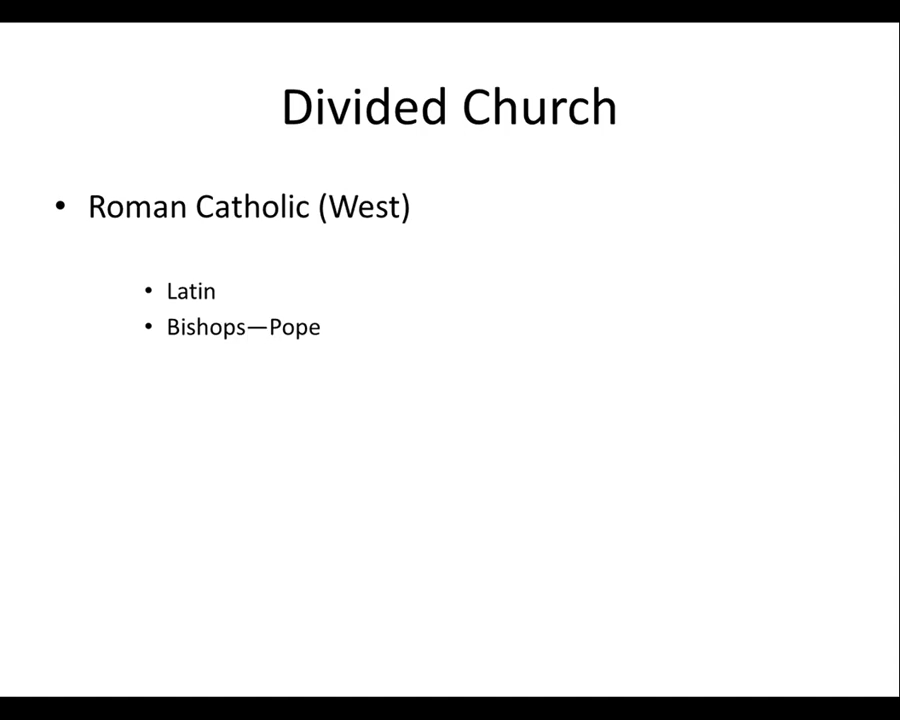 Divided Church
• Roman Catholic (West)
• Latin
• Bishops—Pope